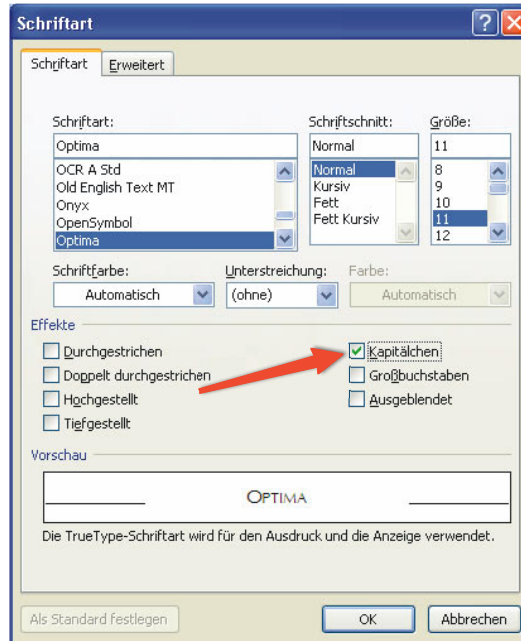 Schriftart
Schriftart Erweitert
Schriftart: Schriftschnitt: Größe:
Optima Normal 11
OCR A Std Normal 8
Old English Text MT Kursiv 9
Onyx Fett 10
OpenSymbol Fett Kursiv 11
Optima 12
Schriftfarbe: Unterstreichung: Farbe:
Automatisch (ohne) Automatisch
Effekte
Durchgestrichen Kapitälchen
Doppelt durchgestrichen Großbuchstaben
Hochgestellt Ausgeblendet
Tiefgestellt
Vorschau
OPTIMA
Die TrueType-Schriftart wird für den Ausdruck und die Anzeige verwendet.
Als Standard festlegen OK Abbrechen